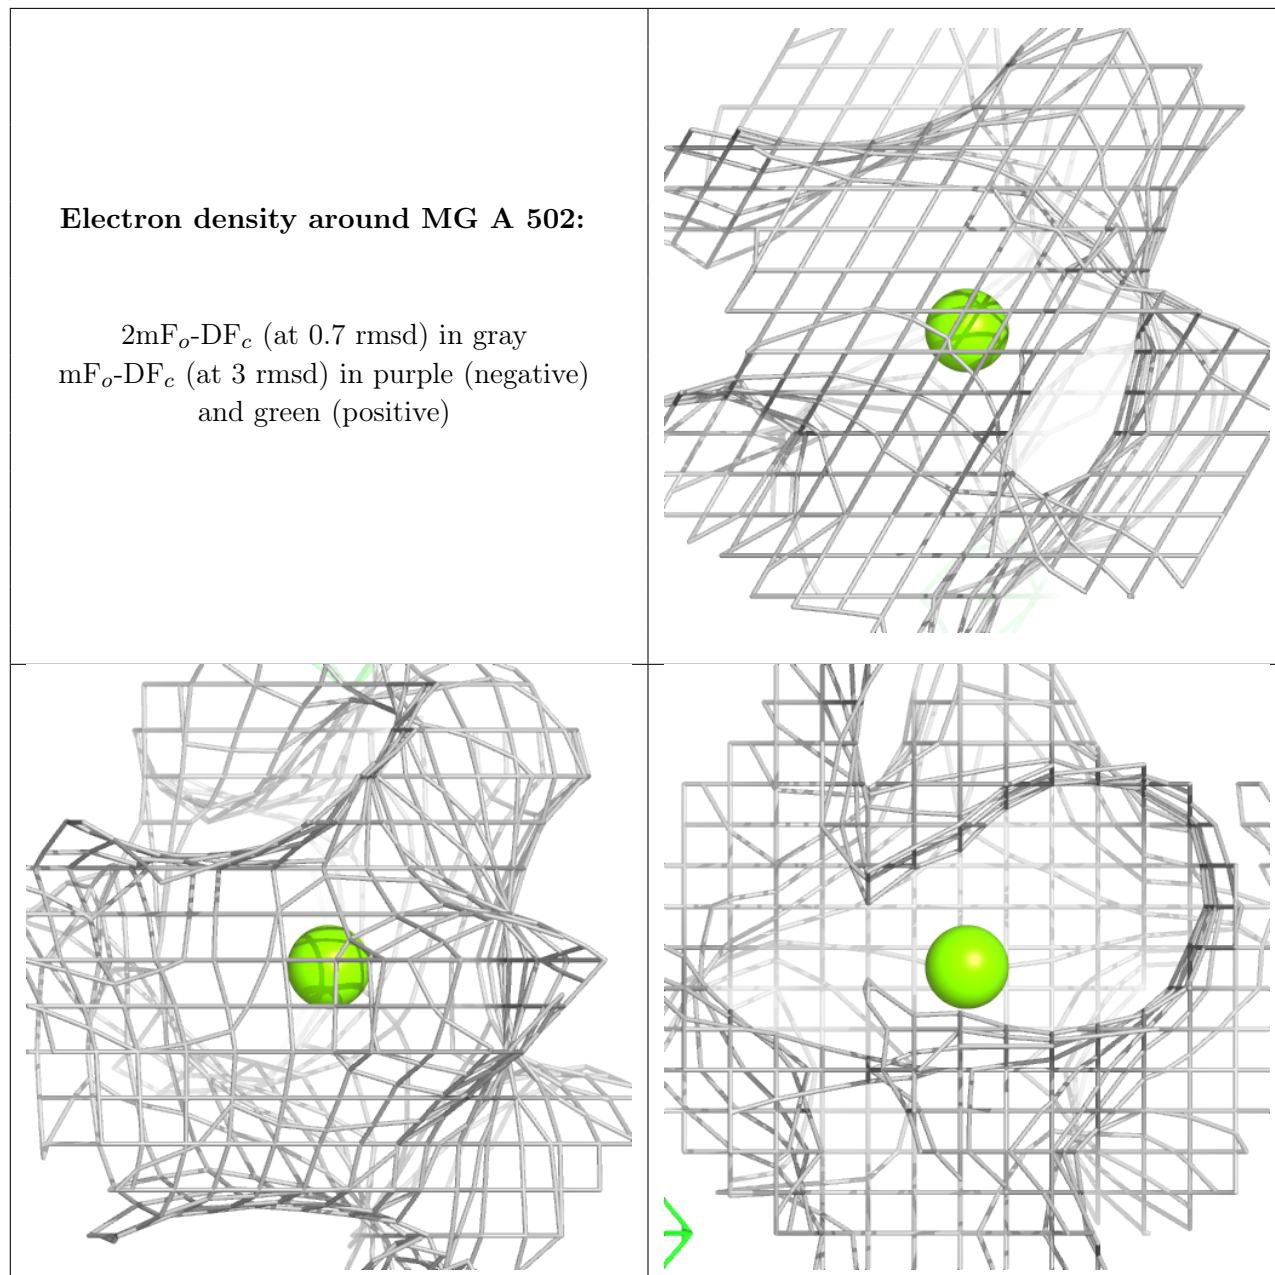 Electron density around MG A 502:
2mFo-DFc (at 0.7 rmsd) in gray
mFo-DFc (at 3 rmsd) in purple (negative)
and green (positive)